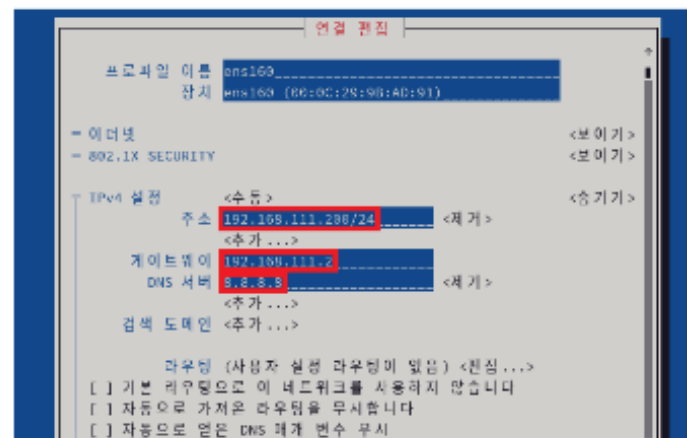 연결 편집
프로파일 이름 ens160
장치 ens160 (00:0C:29:9B:AD:91)
= 이더넷 <보이기>
= 802.1X SECURITY <보이기>
IPv4 설정 <수동> <숨기기>
주소 192.168.111.200/24 <제거>
<추가...>
게이트웨이 192.168.111.2
DNS 서버 8.8.8.8 <제거>
<추가...>
검색 도메인 <추가...>
라우팅 (사용자 설정 라우팅이 없음) <편집...>
[ ] 기본 라우팅으로 이 네트워크를 사용하지 않습니다
[ ] 자동으로 가져온 라우팅을 무시합니다
[ ] 자동으로 얻은 DNS 매개 변수 무시